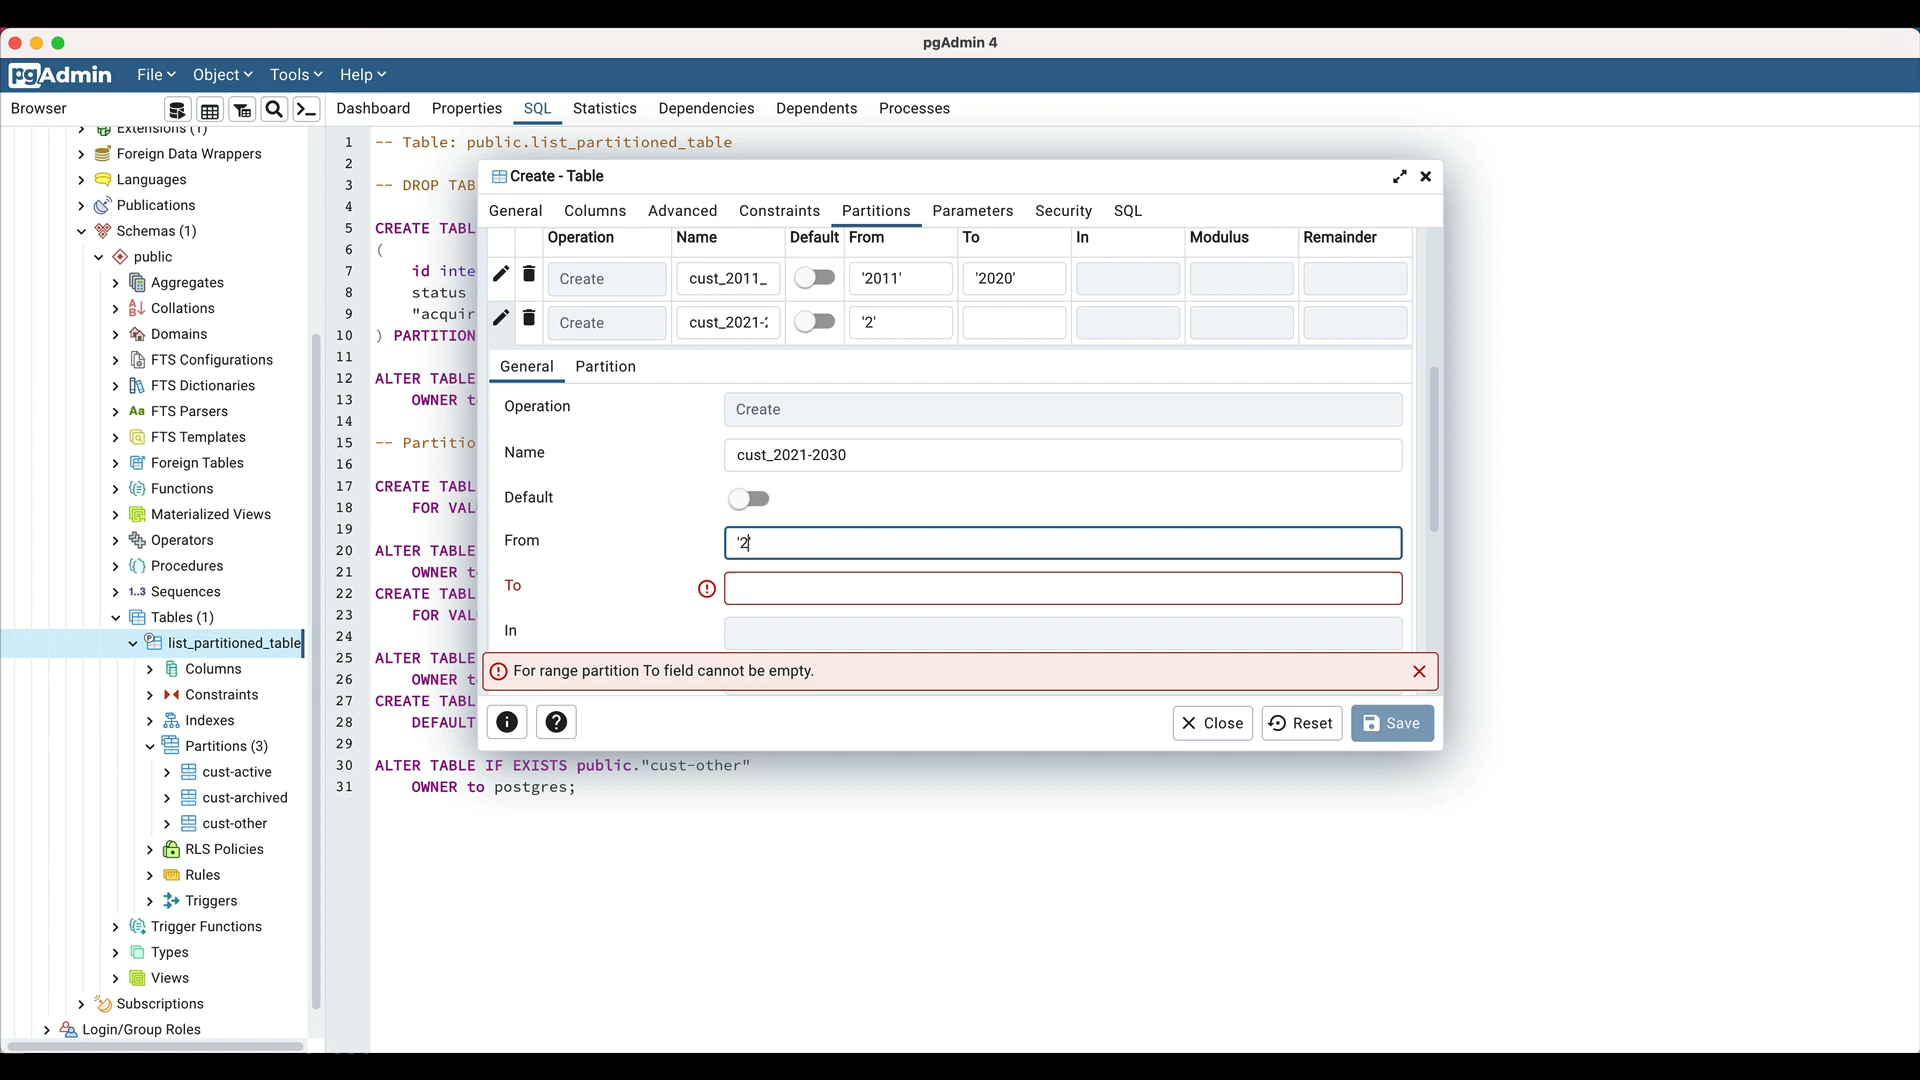 pgAdmin 4
pgAdmin File Object Tools Help
Browser Dashboard Properties SQL Statistics Dependencies Dependents Processes
Extensions (1)
Foreign Data Wrappers
Languages
Publications
Schemas (1)
public
Aggregates
Collations
Domains
FTS Configurations
FTS Dictionaries
Aa FTS Parsers
FTS Templates
Foreign Tables
Functions
Materialized Views
Operators
Procedures
1..3 Sequences
Tables (1)
list_partitioned_table
Columns
Constraints
Indexes
Partitions (3)
cust-active
cust-archived
cust-other
RLS Policies
Rules
Triggers
Trigger Functions
Types
Views
Subscriptions
Login/Group Roles
1 -- Table: public.list_partitioned_table
2
3 -- DROP TAB
4
5 CREATE TABL
6 (
7 id inte
8 status
9 "acquir
10 ) PARTITION
11
12 ALTER TABLE
13 OWNER t
14
15 -- Partitio
16
17 CREATE TABL
18 FOR VAL
19
20 ALTER TABLE
21 OWNER t
22 CREATE TABL
23 FOR VAL
24
25 ALTER TABLE
26 OWNER t
27 CREATE TABL
28 DEFAULT
29
30 ALTER TABLE IF EXISTS public."cust-other"
31 OWNER to postgres;
Create - Table
General Columns Advanced Constraints Partitions Parameters Security SQL
Operation Name Default From To In Modulus Remainder
Create cust_2011_ '2011' '2020'
Create cust_2021-2 '2'
General Partition
Operation Create
Name cust_2021-2030
Default
From '2'
To
In
For range partition To field cannot be empty.
Close Reset Save